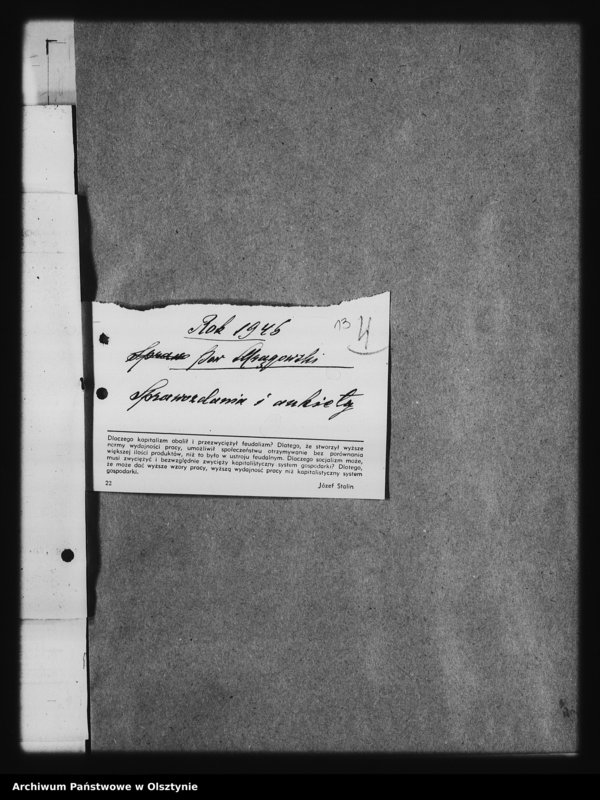 Rok 1946
13 4
Spraw Pow Mrągowski
Sprawozdania i ankiety
Dlaczego kapitalizm obalił i przezwyciężył feudalizm? Dlatego, że stworzył wyższe
normy wydajności pracy, umożliwił społeczeństwu otrzymywanie bez porównania
większej ilości produktów, niż to było w ustroju feudalnym. Dlaczego socjalizm może,
musi zwyciężyć i bezwzględnie zwycięży kapitalistyczny system gospodarki? Dlatego,
że może dać wyższe wzory pracy, wyższą wydajność pracy niż kapitalistyczny system
gospodarki.
22 Józef Stalin
Archiwum Państwowe w Olsztynie